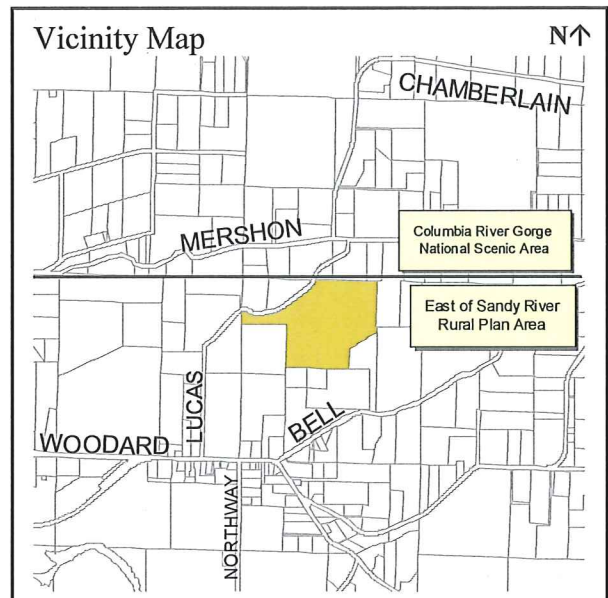 Vicinity Map
N↑
CHAMBERLAIN
MERSHON
Columbia River Gorge
National Scenic Area
East of Sandy River
Rural Plan Area
LUCAS
BELL
WOODARD
NORTHWAY